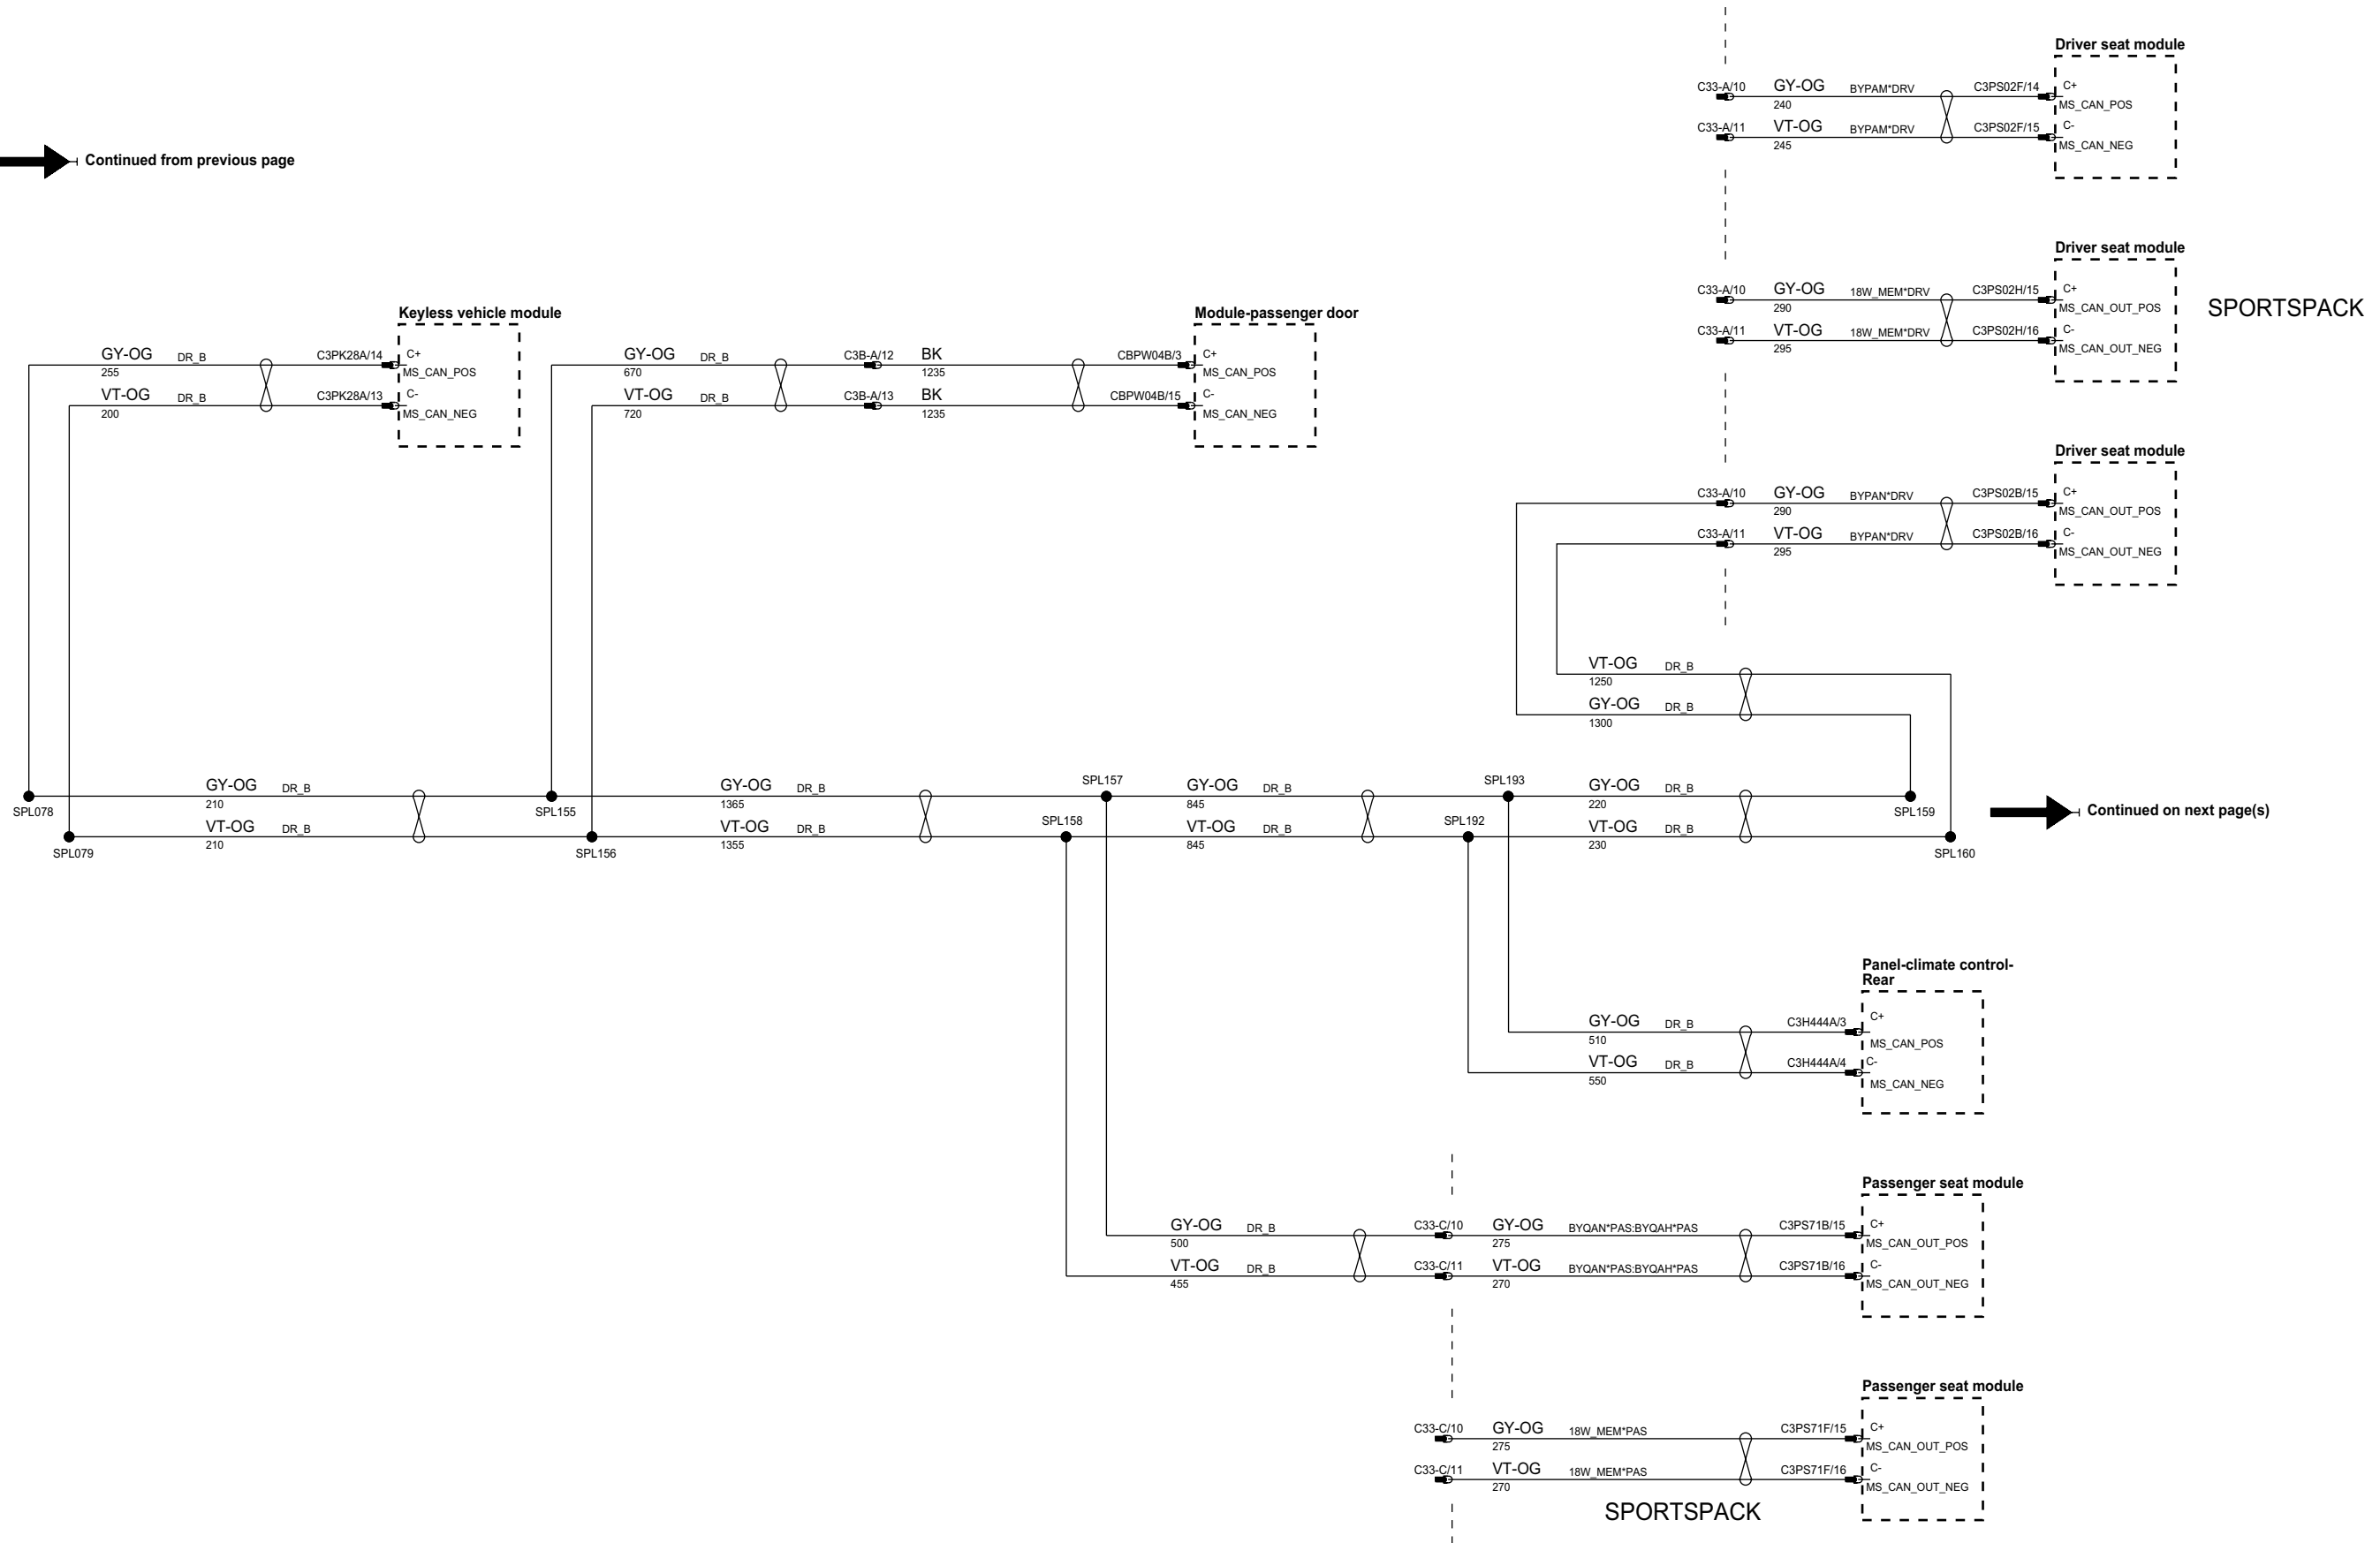 Driver seat module
C33-A/10 GY-OG BYPAM*DRV C3PS02F/14 C+
240 MS_CAN_POS
C33-A/11 VT-OG BYPAM*DRV C3PS02F/15 C-
245 MS_CAN_NEG
Continued from previous page
Driver seat module
C33-A/10 GY-OG 18W_MEM*DRV C3PS02H/15 C+
290 MS_CAN_OUT_POS
SPORTSPACK
C33-A/11 VT-OG 18W_MEM*DRV C3PS02H/16 C-
295 MS_CAN_OUT_NEG
Keyless vehicle module
GY-OG DR_B C3PK28A/14 C+
255 MS_CAN_POS
VT-OG DR_B C3PK28A/13 C-
200 MS_CAN_NEG
Module-passenger door
GY-OG DR_B C3B-A/12 BK CBPW04B/3 C+
670 1235 MS_CAN_POS
VT-OG DR_B C3B-A/13 BK CBPW04B/15 C-
720 1235 MS_CAN_NEG
Driver seat module
C33-A/10 GY-OG BYPAN*DRV C3PS02B/15 C+
290 MS_CAN_OUT_POS
C33-A/11 VT-OG BYPAN*DRV C3PS02B/16 C-
295 MS_CAN_OUT_NEG
VT-OG DR_B
1250
GY-OG DR_B
1300
SPL157 SPL193
GY-OG DR_B GY-OG DR_B GY-OG DR_B GY-OG DR_B
210 1365 845 220
SPL078 SPL155 SPL159
Continued on next page(s)
SPL158 SPL192
VT-OG DR_B VT-OG DR_B VT-OG DR_B VT-OG DR_B
210 1355 845 230
SPL079 SPL156 SPL160
Panel-climate control-
Rear
GY-OG DR_B C3H444A/3 C+
510 MS_CAN_POS
VT-OG DR_B C3H444A/4 C-
550 MS_CAN_NEG
Passenger seat module
GY-OG DR_B C33-C/10 GY-OG BYQAN*PAS:BYQAH*PAS C3PS71B/15 C+
500 275 MS_CAN_OUT_POS
VT-OG DR_B C33-C/11 VT-OG BYQAN*PAS:BYQAH*PAS C3PS71B/16 C-
455 270 MS_CAN_OUT_NEG
Passenger seat module
C33-C/10 GY-OG 18W_MEM*PAS C3PS71F/15 C+
275 MS_CAN_OUT_POS
C33-C/11 VT-OG 18W_MEM*PAS C3PS71F/16 C-
270 MS_CAN_OUT_NEG
SPORTSPACK